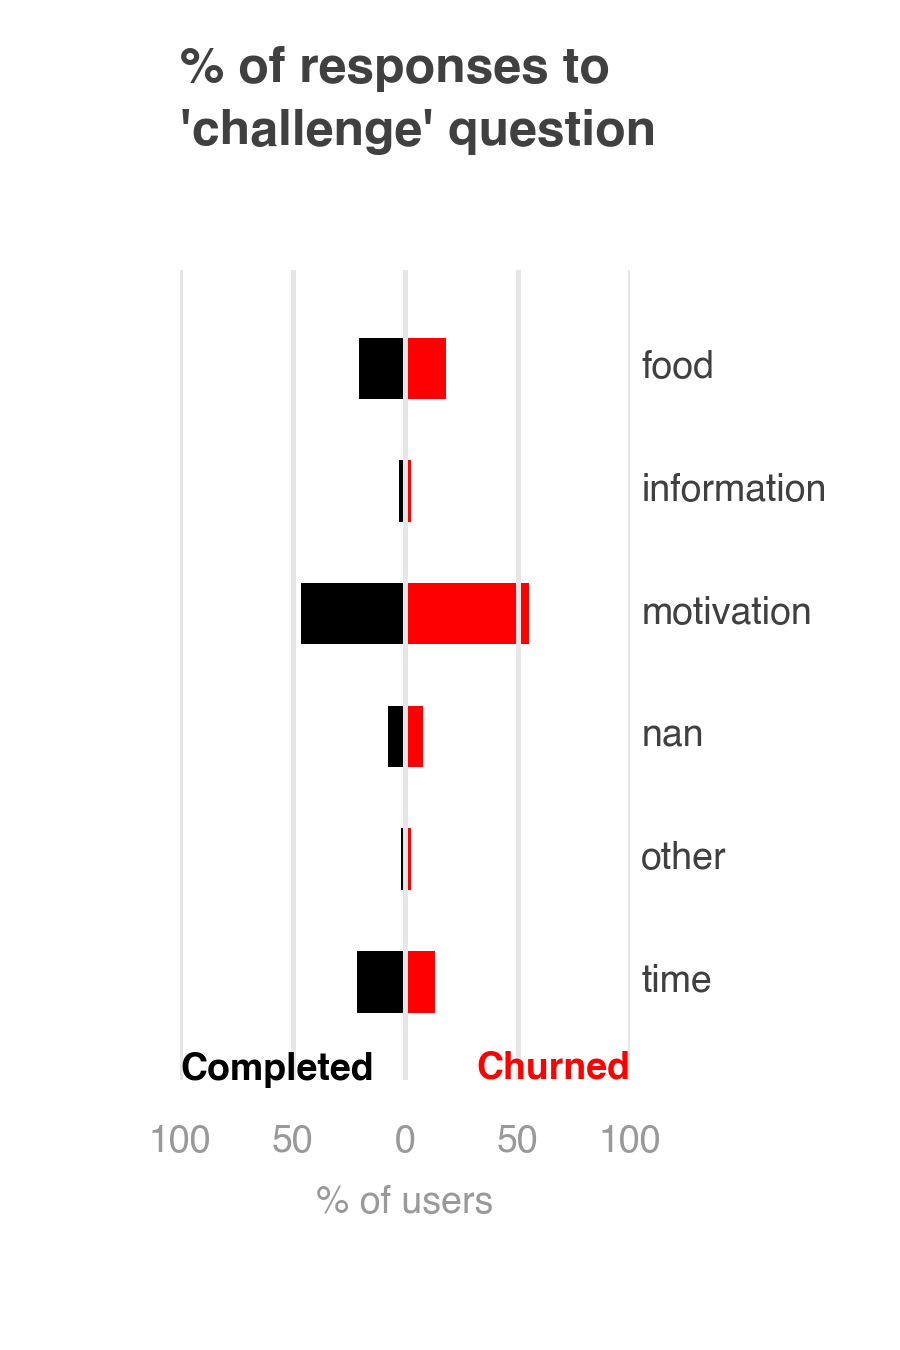 % of responses to
'challenge' question
food
information
motivation
nan
other
time
Completed Churned
100 50 0 50 100
% of users